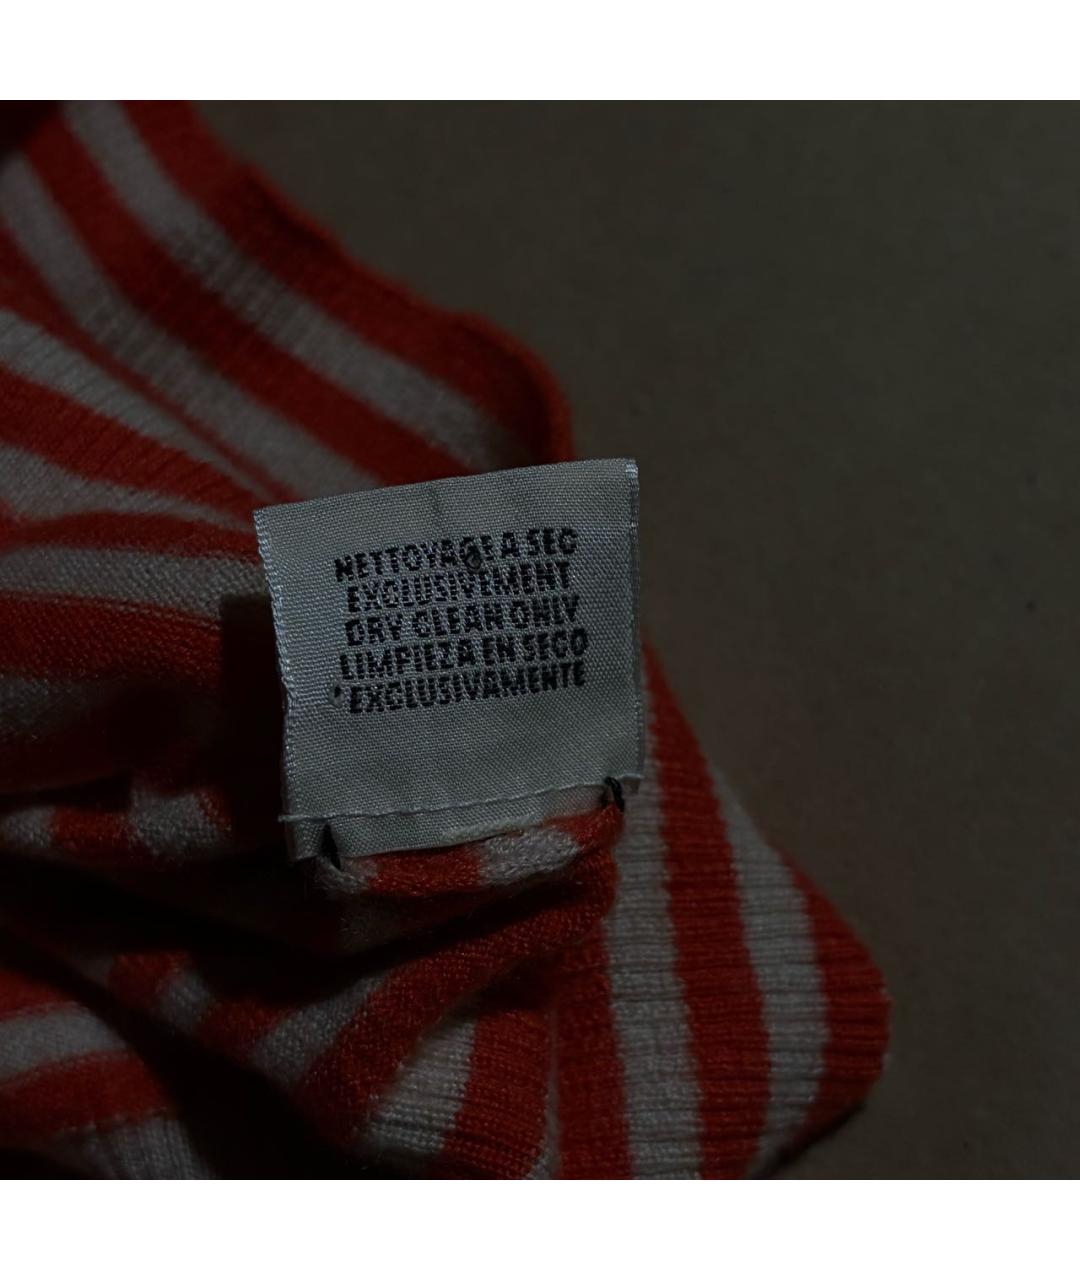 NETTOYAGE A SEC
EXCLUSIVEMENT
DRY CLEAN ONLY
LIMPIEZA EN SECO
EXCLUSIVAMENTE